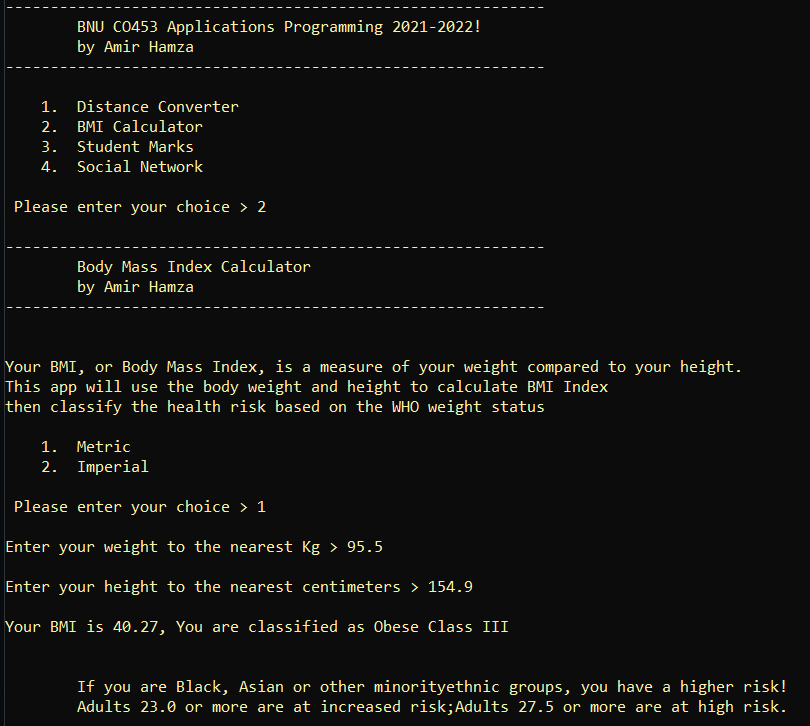 ------------------------------------------------------------
BNU CO453 Applications Programming 2021-2022!
by Amir Hamza
------------------------------------------------------------
1. Distance Converter
2. BMI Calculator
3. Student Marks
4. Social Network
Please enter your choice > 2
------------------------------------------------------------
Body Mass Index Calculator
by Amir Hamza
------------------------------------------------------------
Your BMI, or Body Mass Index, is a measure of your weight compared to your height.
This app will use the body weight and height to calculate BMI Index
then classify the health risk based on the WHO weight status
1. Metric
2. Imperial
Please enter your choice > 1
Enter your weight to the nearest Kg > 95.5
Enter your height to the nearest centimeters > 154.9
Your BMI is 40.27, You are classified as Obese Class III
If you are Black, Asian or other minorityethnic groups, you have a higher risk!
Adults 23.0 or more are at increased risk;Adults 27.5 or more are at high risk.